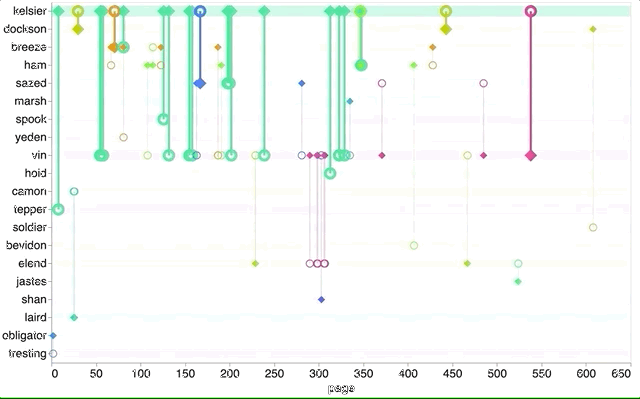 kelsier
dockson
breeze
ham
sazed
marsh
spook
yeden
vin
hoid
camon
tepper
soldier
bevidon
elend
jastes
shan
laird
obligator
tresting
0 50 100 150 200 250 300 350 400 450 500 550 600 650
page